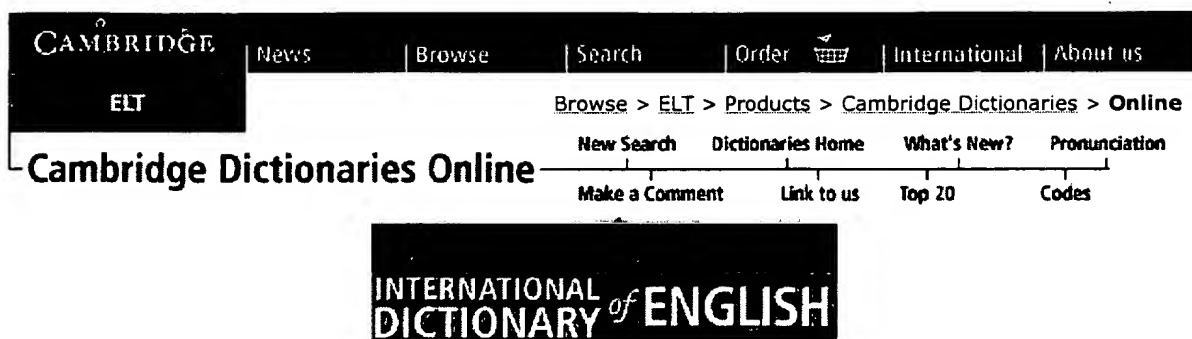 CAMBRIDGE
News
Browse
Search
Order
International
About us
ELT
Browse > ELT > Products > Cambridge Dictionaries > Online
New Search
Dictionaries Home
What's New?
Pronunciation
Cambridge Dictionaries Online
Make a Comment
Link to us
Top 20
Codes
INTERNATIONAL
DICTIONARY of ENGLISH